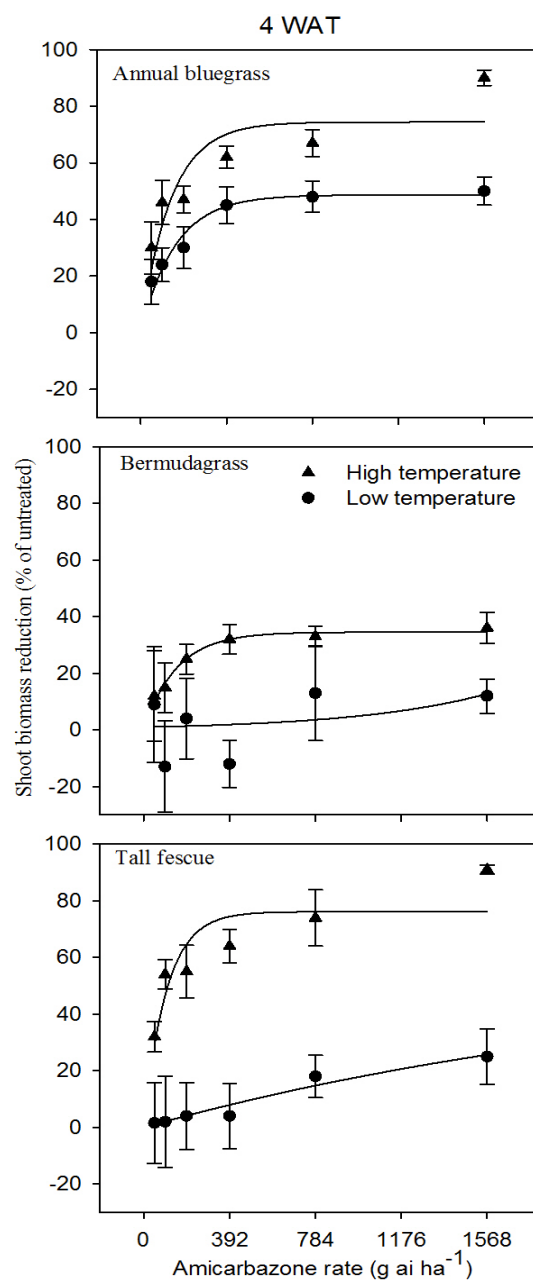 4 WAT
100
Annual bluegrass
80
60
40
20
0
-20
Shoot biomass reduction (% of untreated)
100
Bermudagrass
High temperature
80
Low temperature
60
40
20
0
-20
100
Tall fescue
80
60
40
20
0
-20
0 392 784 1176 1568
Amicarbazone rate (g ai ha⁻¹)